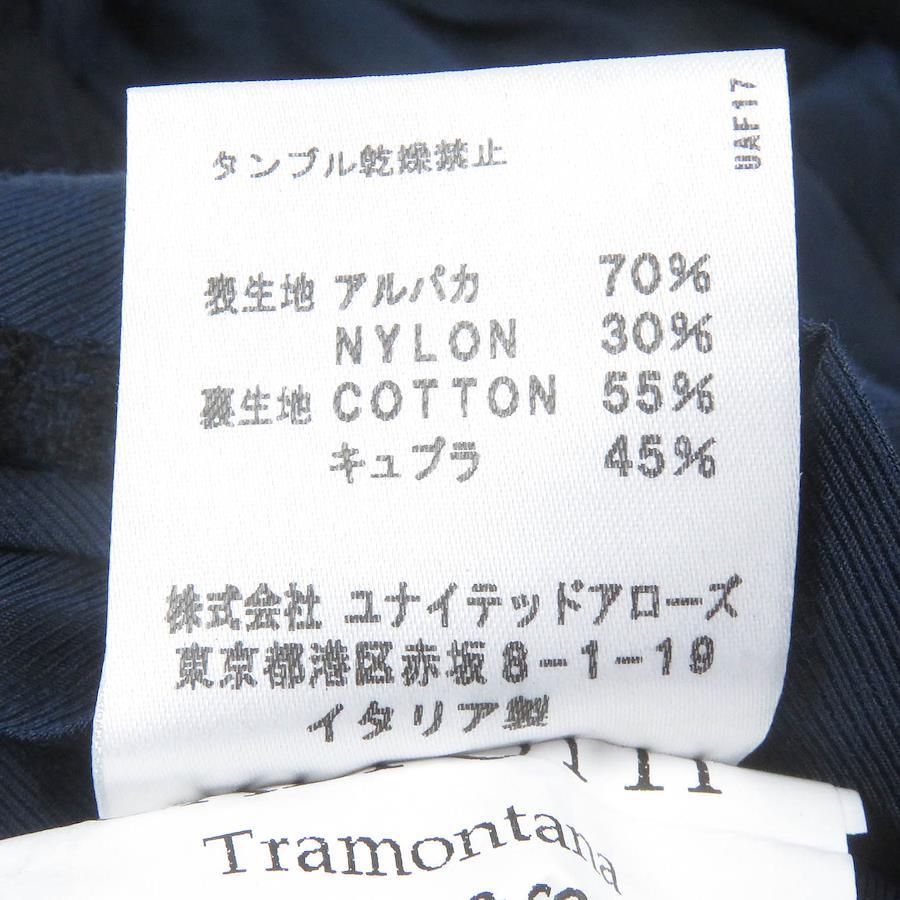 UAF17
タンブル乾燥禁止
表生地 アルパカ 70%
NYLON 30%
裏生地 COTTON 55%
キュプラ 45%
株式会社 ユナイテッドアローズ
東京都港区赤坂8-1-19
イタリア製
Tramontana